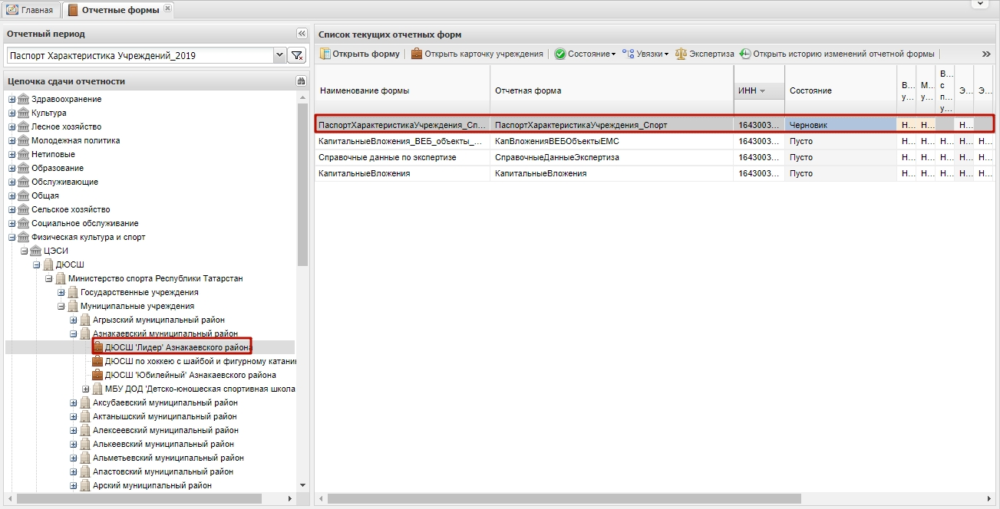 Главная
Отчетные формы
Отчетный период
Паспорт Характеристика Учреждений_2019
Цепочка сдачи отчетности
Здравоохранение
Культура
Лесное хозяйство
Молодежная политика
Нетиповые
Образование
Обслуживающие
Общая
Сельское хозяйство
Социальное обслуживание
Физическая культура и спорт
ЦЭСИ
ДЮСШ
Министерство спорта Республики Татарстан
Государственные учреждения
Муниципальные учреждения
Агрызский муниципальный район
Азнакаевский муниципальный район
ДЮСШ 'Лидер' Азнакаевского района
ДЮСШ по хоккею с шайбой и фигурному катани
ДЮСШ 'Юбилейный' Азнакаевского района
МБУ ДОД 'Детско-юношеская спортивная школа
Аксубаевский муниципальный район
Актанышский муниципальный район
Алексеевский муниципальный район
Алькеевский муниципальный район
Альметьевский муниципальный район
Апастовский муниципальный район
Арский муниципальный район
Список текущих отчетных форм
Открыть форму Открыть карточку учреждения Состояние Увязки Экспертиза Открыть историю изменений отчетной формы »
Наименование формы Отчетная форма ИНН Состояние В... у... М... у... В... с п... у... Э... Э...
ПаспортХарактеристикаУчреждения_Сп... ПаспортХарактеристикаУчреждения_Спорт 1643003... Черновик Н... Н... Н...
КапитальныеВложения_ВЕБ_объекты_... КапВложенияВЕБОбъектыЕМС 1643003... Пусто Н... Н... Н... Н... Н...
Справочные данные по экспертизе СправочныеДанныеЭкспертиза 1643003... Пусто Н... Н... Н... Н... Н...
КапитальныеВложения КапитальныеВложения 1643003... Пусто Н... Н... Н... Н... Н...